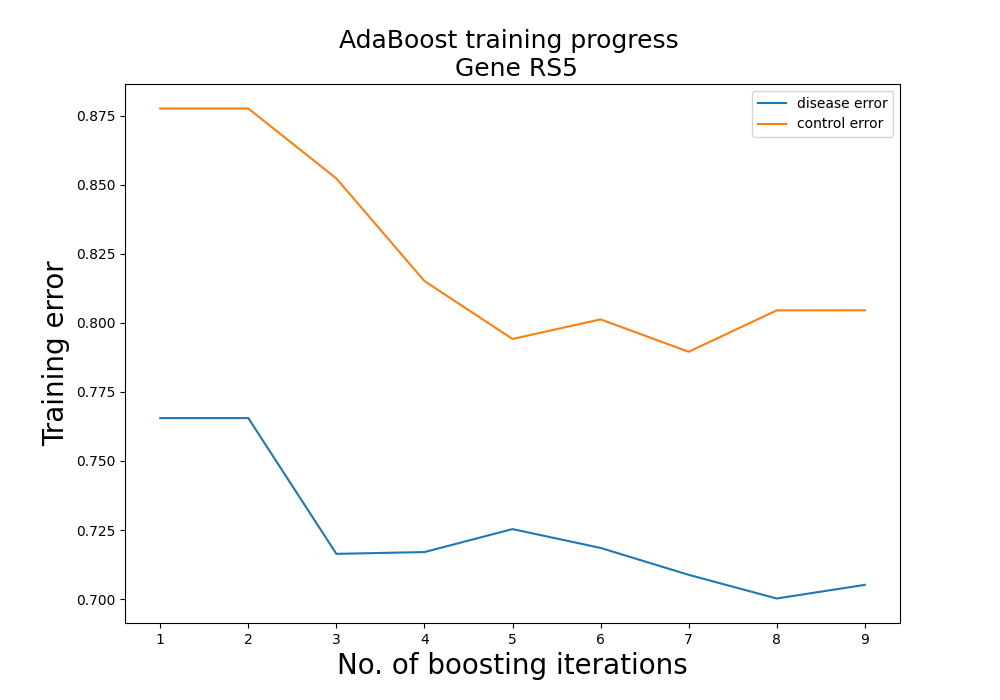 AdaBoost training progress
Gene RS5
disease error
control error
0.875
0.850
0.825
0.800
0.775
0.750
0.725
0.700
Training error
1 2 3 4 5 6 7 8 9
No. of boosting iterations